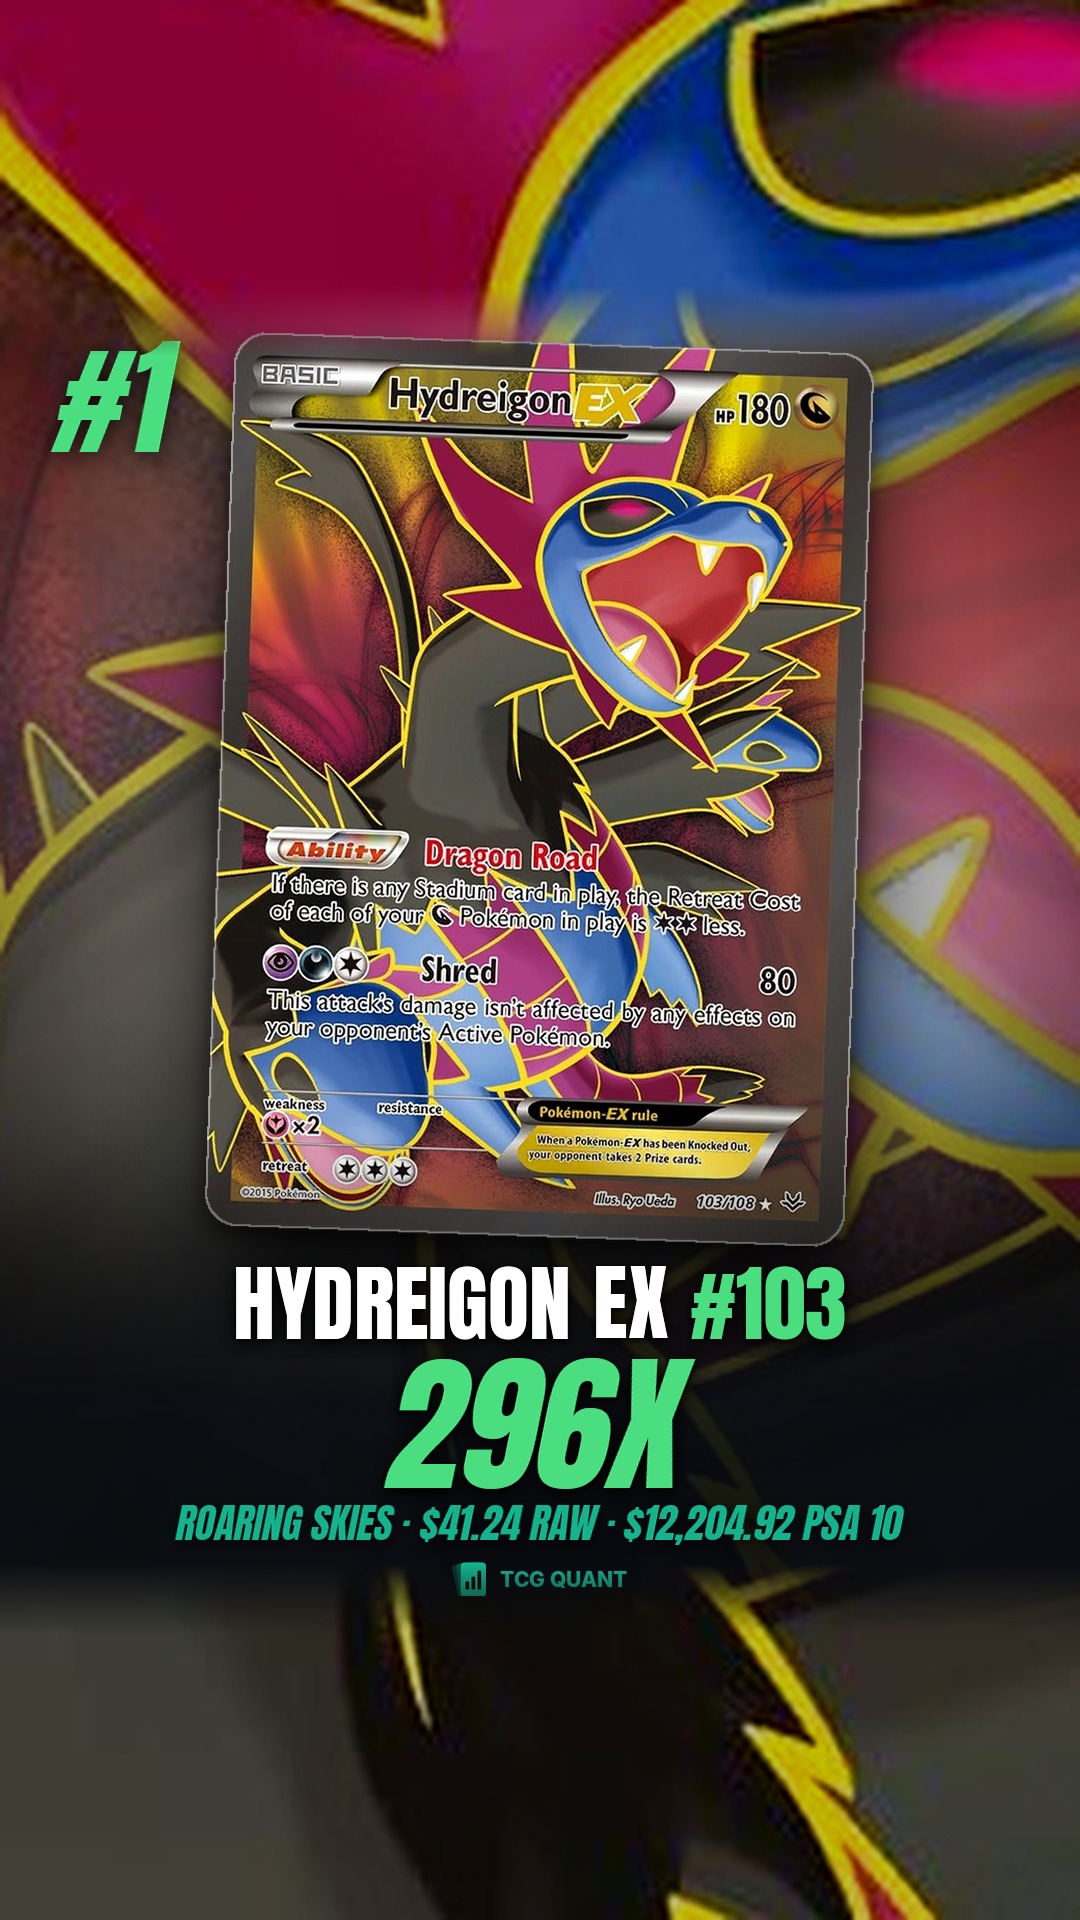 #1
BASIC
Hydreigon EX
HP 180
Ability Dragon Road
If there is any Stadium card in play, the Retreat Cost
of each of your Pokémon in play is ✶✶ less.
Shred 80
This attack's damage isn't affected by any effects on
your opponent's Active Pokémon.
weakness resistance
×2
Pokémon-EX rule
When a Pokémon-EX has been Knocked Out,
your opponent takes 2 Prize cards.
retreat
©2015 Pokémon
Illus. Ryo Ueda 103/108 ★
HYDREIGON EX #103
296X
ROARING SKIES · $41.24 RAW · $12,204.92 PSA 10
TCG QUANT